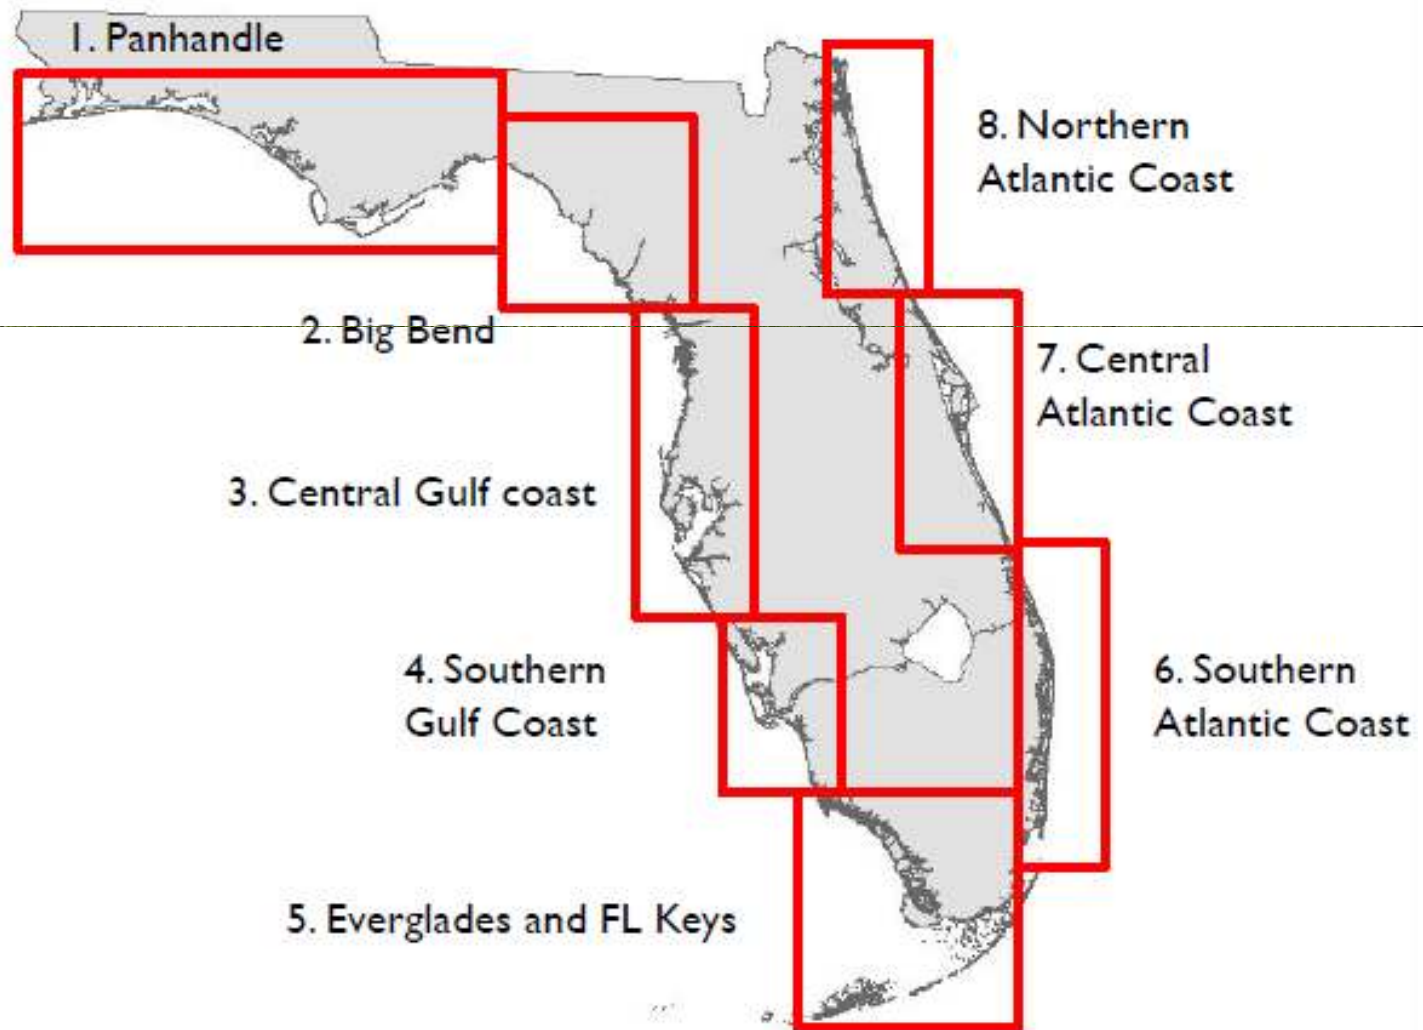 1. Panhandle
8. Northern
Atlantic Coast
2. Big Bend
7. Central
Atlantic Coast
3. Central Gulf coast
4. Southern
Gulf Coast
6. Southern
Atlantic Coast
5. Everglades and FL Keys